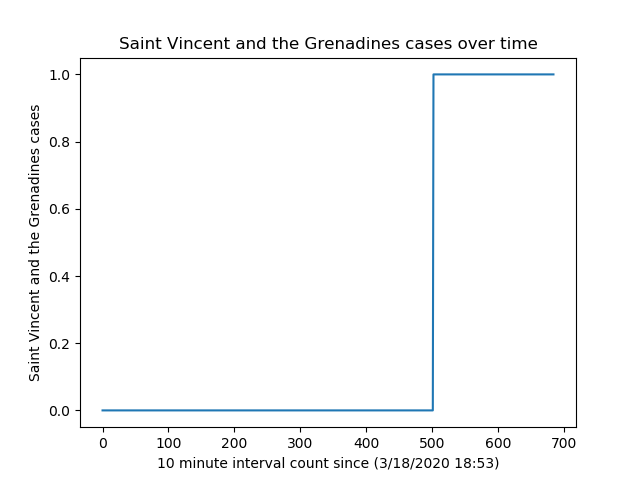 Saint Vincent and the Grenadines cases over time
Saint Vincent and the Grenadines cases
1.0
0.8
0.6
0.4
0.2
0.0
0 100 200 300 400 500 600 700
10 minute interval count since (3/18/2020 18:53)